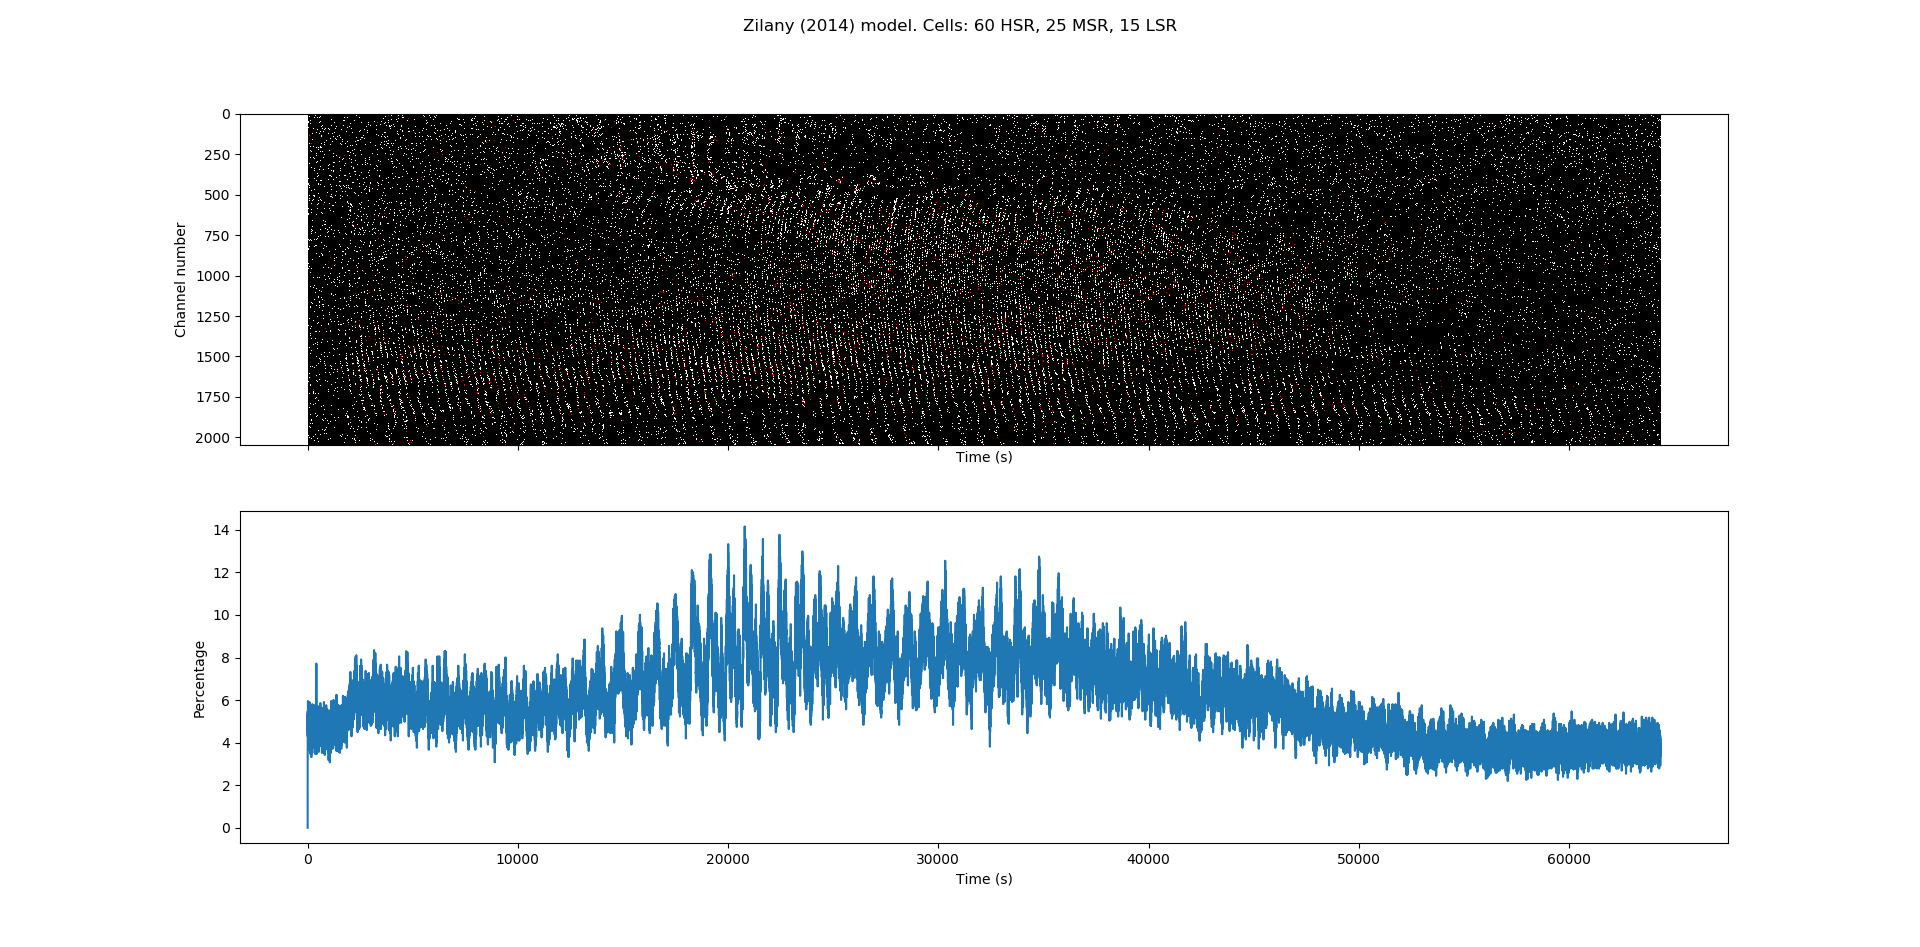 Zilany (2014) model. Cells: 60 HSR, 25 MSR, 15 LSR
0
250
500
750
1000
1250
1500
1750
2000
Channel number
Time (s)
14
12
10
8
6
4
2
0
Percentage
0 10000 20000 30000 40000 50000 60000
Time (s)